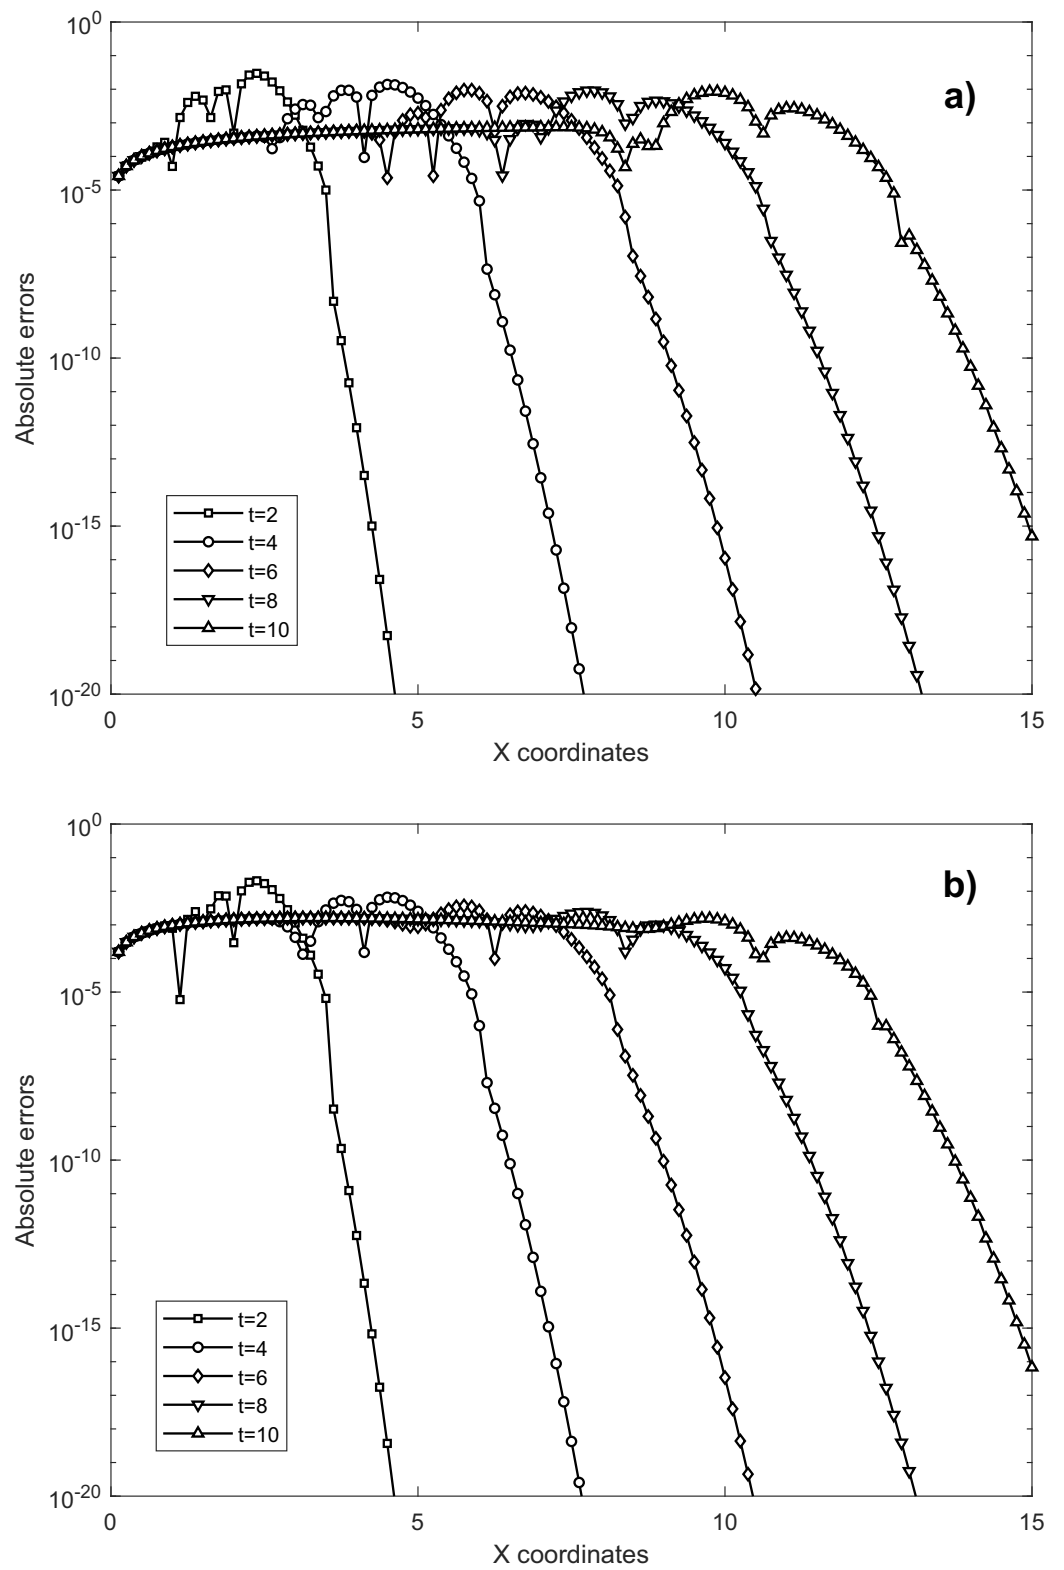 10^0
a)
10^-5
Absolute errors
10^-10
t=2
10^-15
t=4
t=6
t=8
t=10
10^-20
0 5 10 15
X coordinates
10^0
b)
10^-5
Absolute errors
10^-10
t=2
10^-15
t=4
t=6
t=8
t=10
10^-20
0 5 10 15
X coordinates